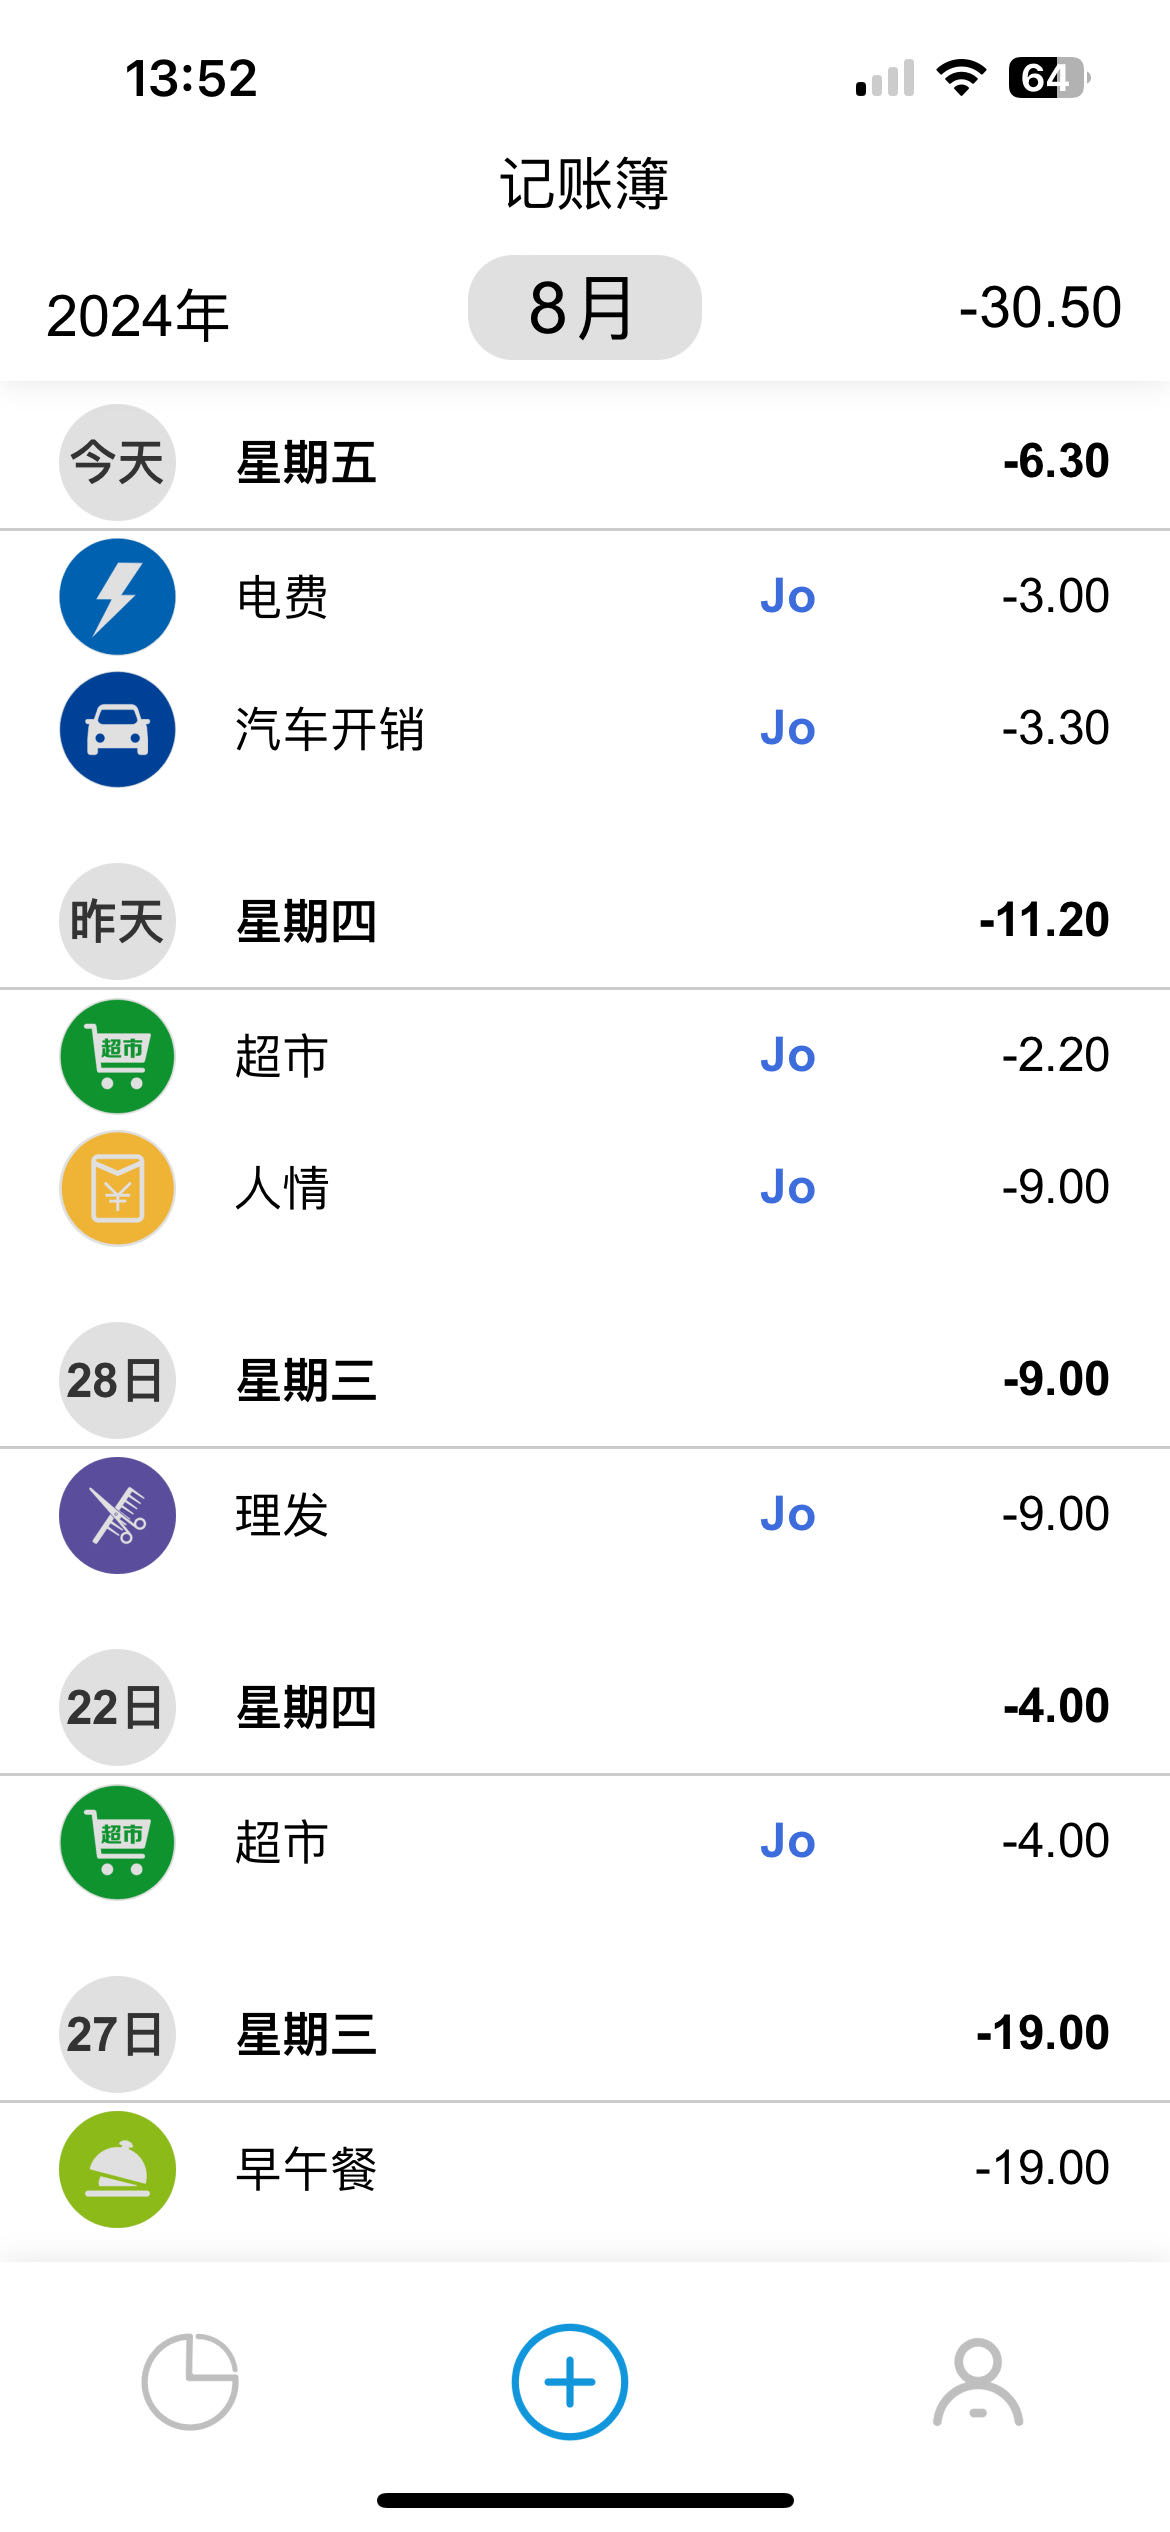 13:52 64
记账簿
2024年 8月 -30.50
今天 星期五 -6.30
电费 Jo -3.00
汽车开销 Jo -3.30
昨天 星期四 -11.20
超市 超市 Jo -2.20
人情 Jo -9.00
28日 星期三 -9.00
理发 Jo -9.00
22日 星期四 -4.00
超市 超市 Jo -4.00
27日 星期三 -19.00
早午餐 -19.00